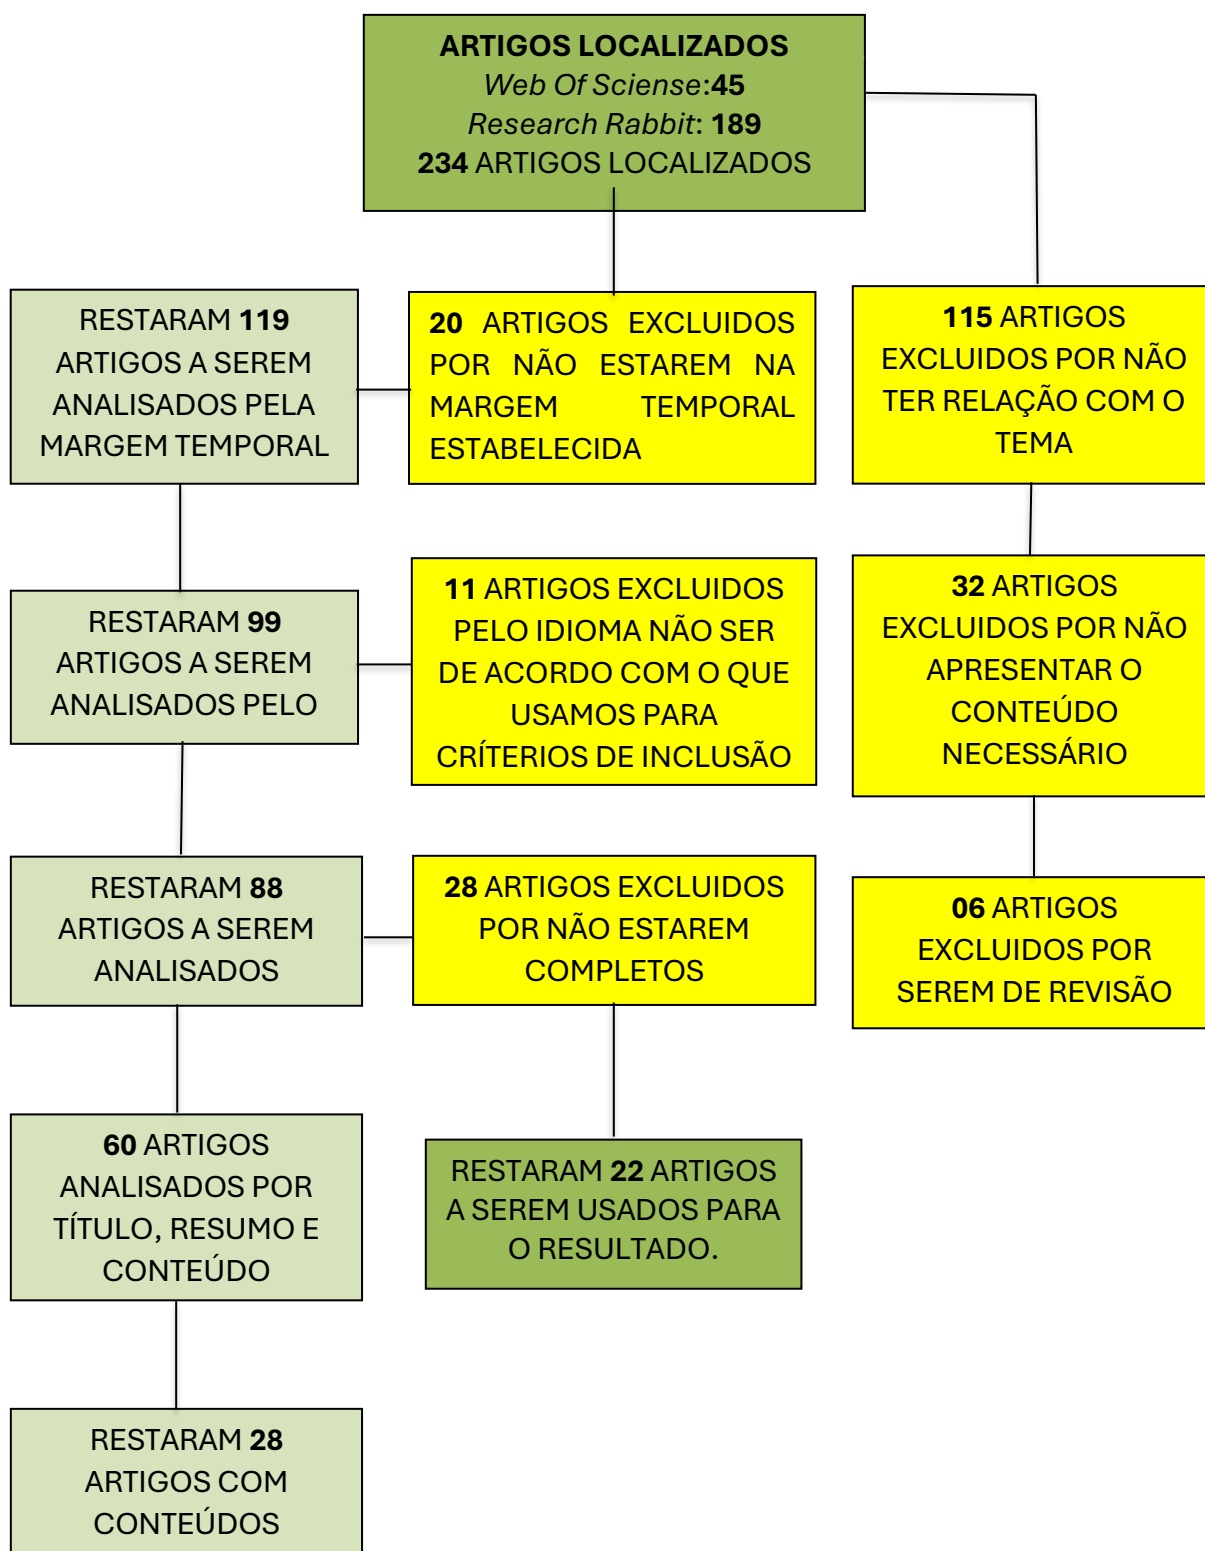 ARTIGOS LOCALIZADOS
Web Of Sciense:45
Research Rabbit: 189
234 ARTIGOS LOCALIZADOS
RESTARAM 119
ARTIGOS A SEREM
ANALISADOS PELA
MARGEM TEMPORAL
20 ARTIGOS EXCLUIDOS
POR NÃO ESTAREM NA
MARGEM TEMPORAL
ESTABELECIDA
115 ARTIGOS
EXCLUIDOS POR NÃO
TER RELAÇÃO COM O
TEMA
RESTARAM 99
ARTIGOS A SEREM
ANALISADOS PELO
11 ARTIGOS EXCLUIDOS
PELO IDIOMA NÃO SER
DE ACORDO COM O QUE
USAMOS PARA
CRÍTERIOS DE INCLUSÃO
32 ARTIGOS
EXCLUIDOS POR NÃO
APRESENTAR O
CONTEÚDO
NECESSÁRIO
RESTARAM 88
ARTIGOS A SEREM
ANALISADOS
28 ARTIGOS EXCLUIDOS
POR NÃO ESTAREM
COMPLETOS
06 ARTIGOS
EXCLUIDOS POR
SEREM DE REVISÃO
60 ARTIGOS
ANALISADOS POR
TÍTULO, RESUMO E
CONTEÚDO
RESTARAM 22 ARTIGOS
A SEREM USADOS PARA
O RESULTADO.
RESTARAM 28
ARTIGOS COM
CONTEÚDOS